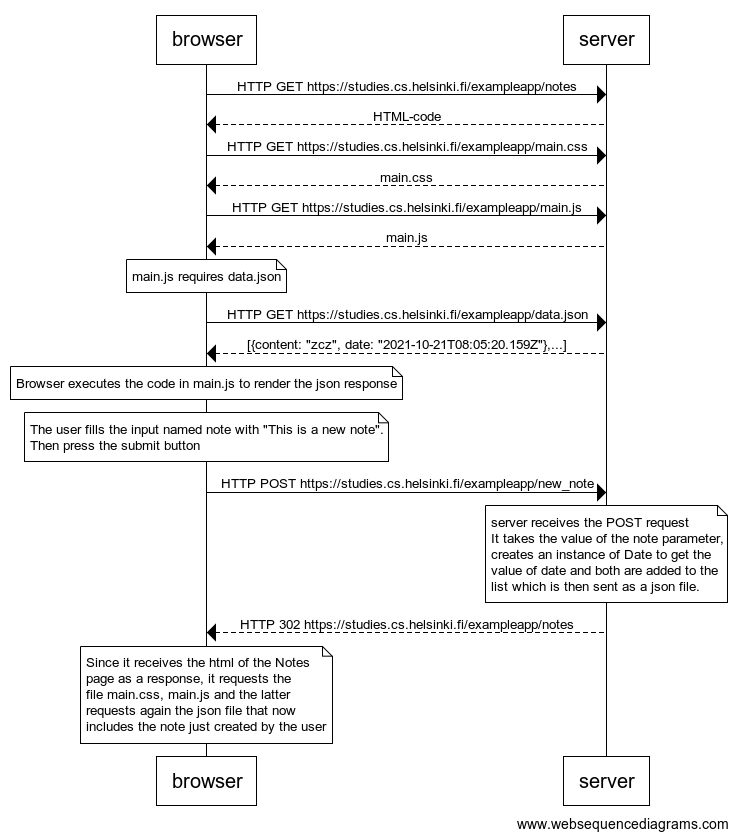 browser
server
HTTP GET https://studies.cs.helsinki.fi/exampleapp/notes
HTML-code
HTTP GET https://studies.cs.helsinki.fi/exampleapp/main.css
main.css
HTTP GET https://studies.cs.helsinki.fi/exampleapp/main.js
main.js
main.js requires data.json
HTTP GET https://studies.cs.helsinki.fi/exampleapp/data.json
[{content: "zcz", date: "2021-10-21T08:05:20.159Z"},...]
Browser executes the code in main.js to render the json response
The user fills the input named note with "This is a new note".
Then press the submit button
HTTP POST https://studies.cs.helsinki.fi/exampleapp/new_note
server receives the POST request
It takes the value of the note parameter,
creates an instance of Date to get the
value of date and both are added to the
list which is then sent as a json file.
HTTP 302 https://studies.cs.helsinki.fi/exampleapp/notes
Since it receives the html of the Notes
page as a response, it requests the
file main.css, main.js and the latter
requests again the json file that now
includes the note just created by the user
browser
server
www.websequencediagrams.com